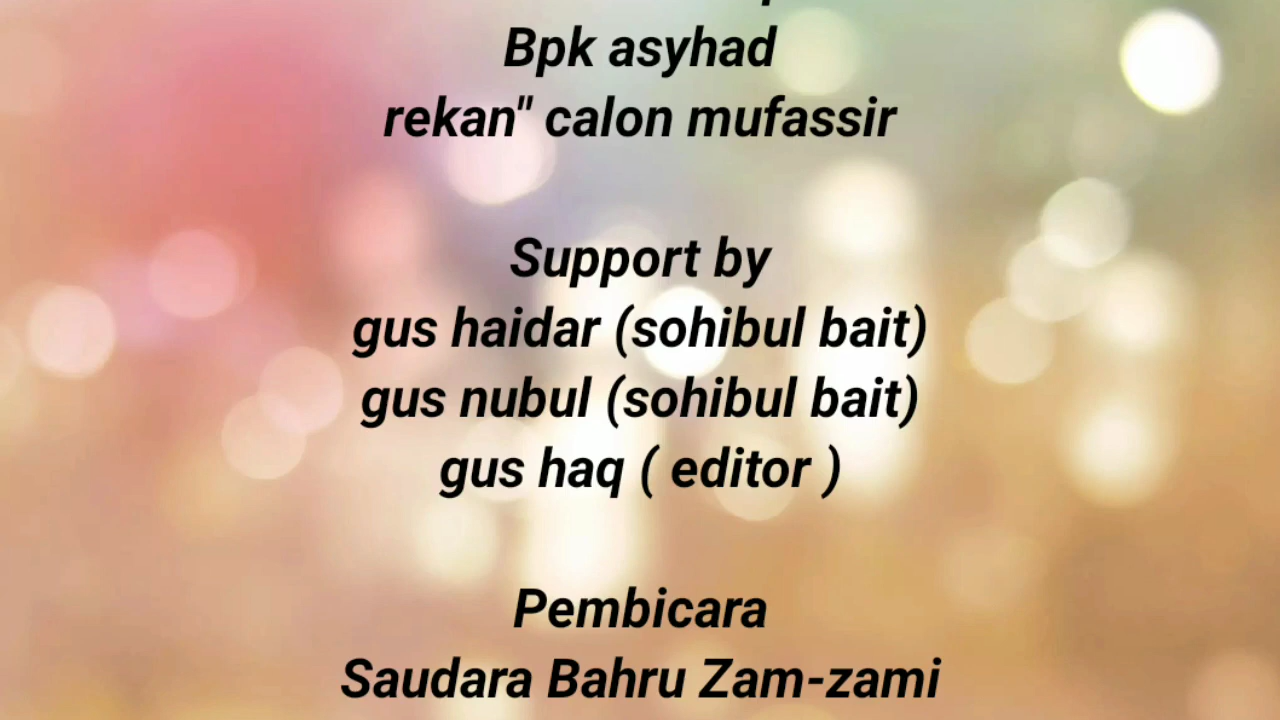 Bpk asyhad
rekan" calon mufassir
Support by
gus haidar (sohibul bait)
gus nubul (sohibul bait)
gus haq ( editor )
Pembicara
Saudara Bahru Zam-zami